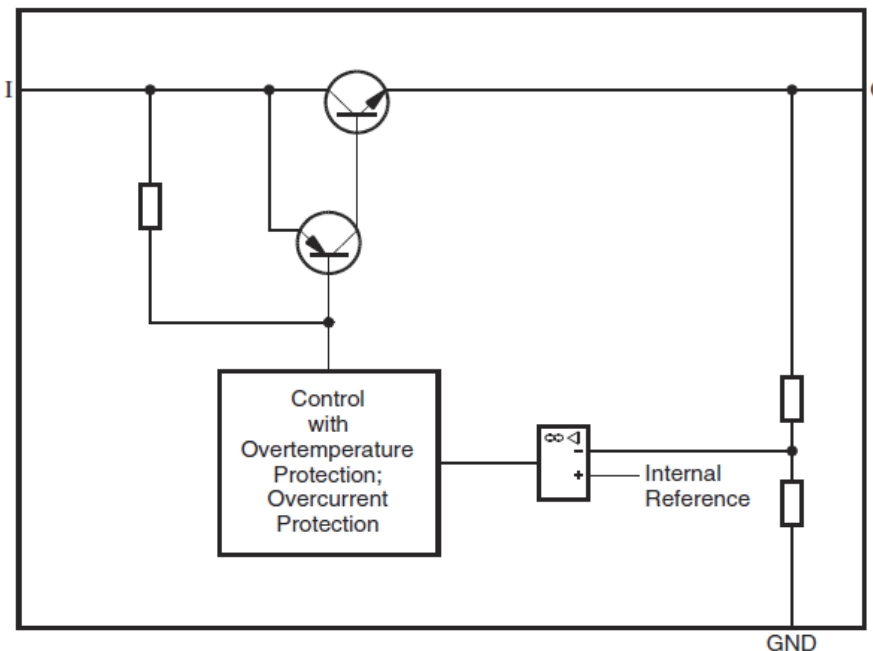 I
Control
with
Overtemperature
Protection;
Overcurrent
Protection
∞ ◁
-
+
Internal
Reference
GND